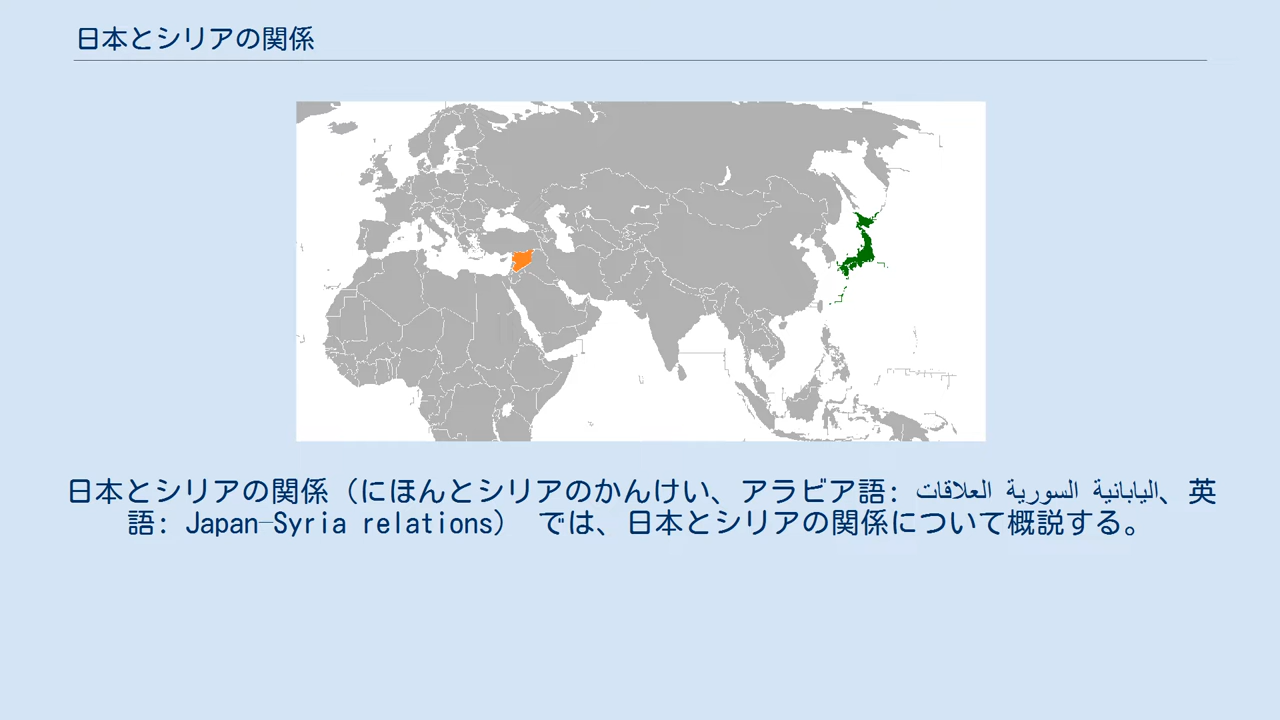 日本とシリアの関係
日本とシリアの関係（にほんとシリアのかんけい、アラビア語: العلاقات السورية اليابانية、英
語: Japan–Syria relations） では、日本とシリアの関係について概説する。